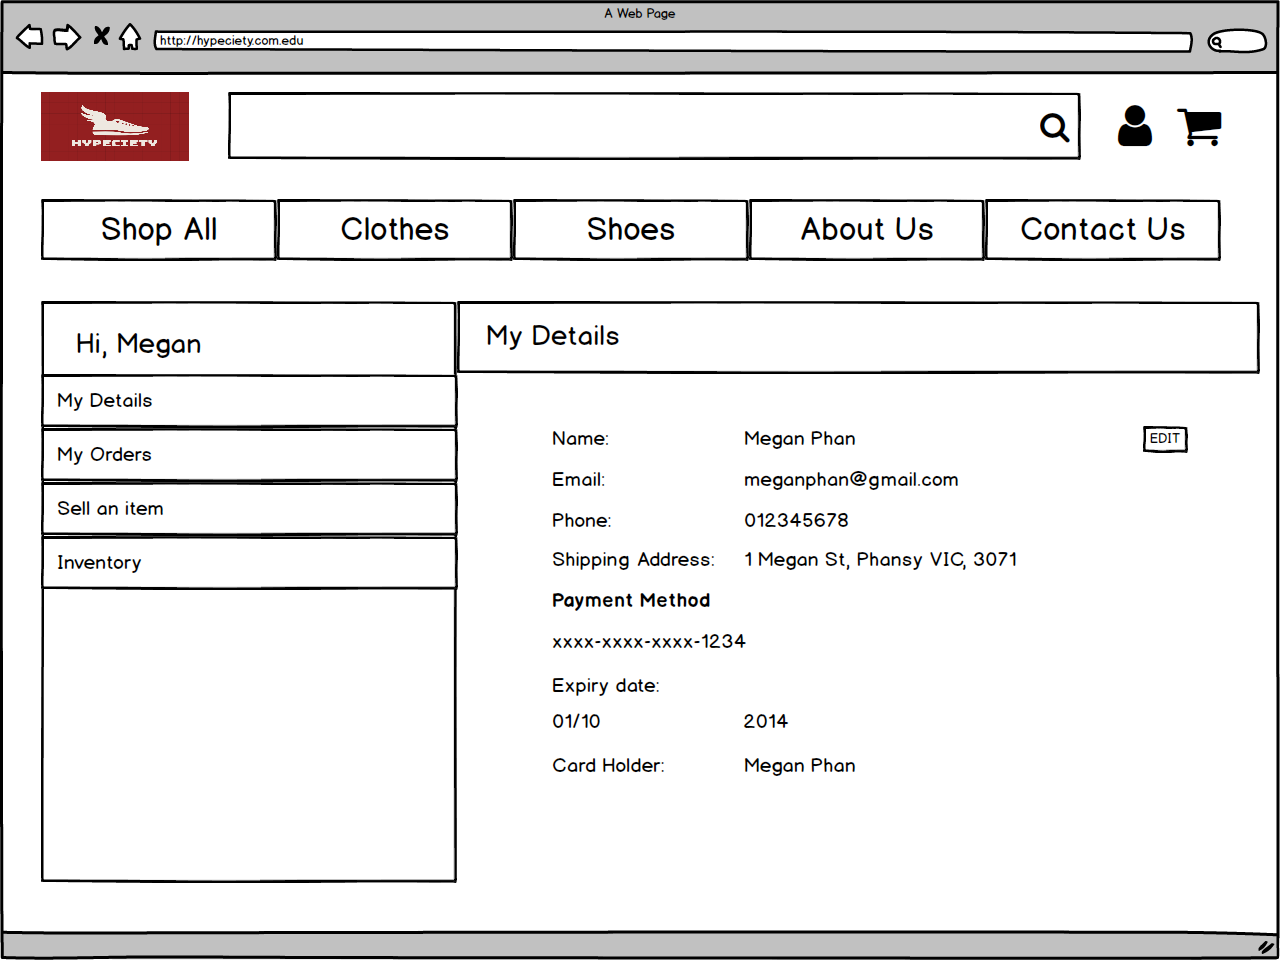 A Web Page
http://hypeciety.com.edu
HYPECIETY
Shop All
Clothes
Shoes
About Us
Contact Us
Hi, Megan
My Details
My Orders
Sell an item
Inventory
My Details
EDIT
Name: Megan Phan
Email: meganphan@gmail.com
Phone: 012345678
Shipping Address: 1 Megan St, Phansy VIC, 3071
Payment Method
xxxx-xxxx-xxxx-1234
Expiry date:
01/10 2014
Card Holder: Megan Phan